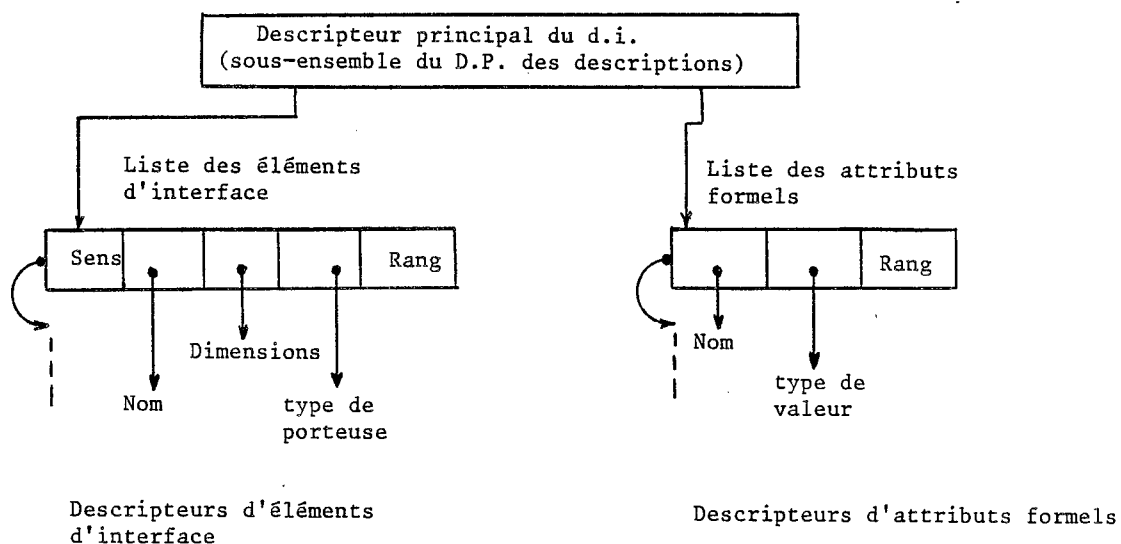 Descripteur principal du d.i.
(sous-ensemble du D.P. des descriptions)
Liste des éléments
d'interface
Liste des attributs
formels
Sens
Rang
Rang
Dimensions
Nom
type de
porteuse
Nom
type de
valeur
Descripteurs d'éléments
d'interface
Descripteurs d'attributs formels